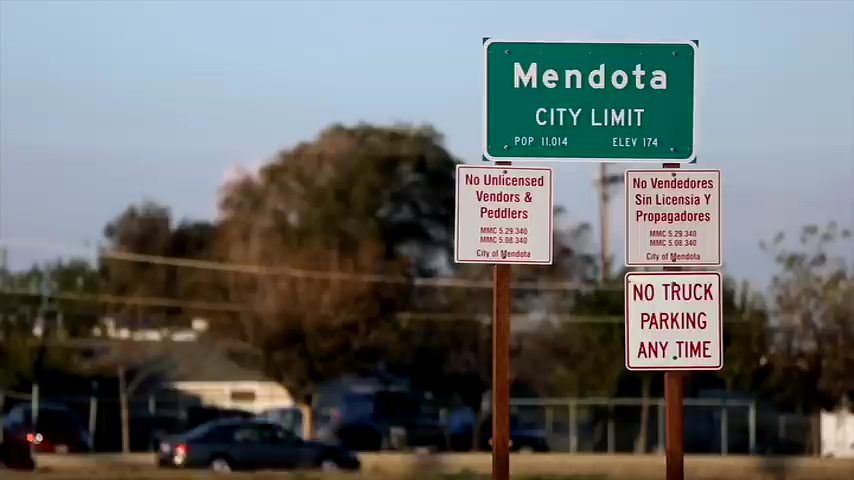 Mendota
CITY LIMIT
POP 11,014 ELEV 174
No Unlicensed
Vendors &
Peddlers
MMC 5.29.340
MMC 5.08.340
City of Mendota
No Vendedores
Sin Licensia Y
Propagadores
MMC 5.29.340
MMC 5.08.340
City of Mendota
NO TRUCK
PARKING
ANY TIME